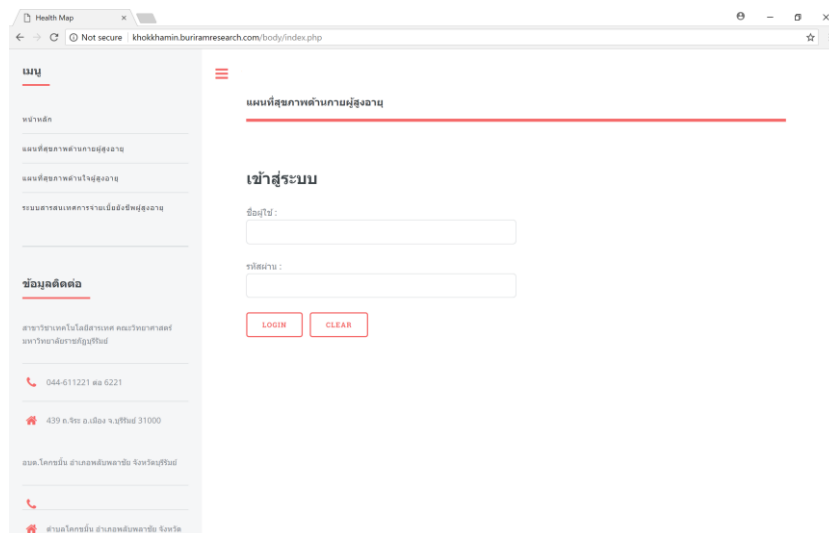 Health Map
Not secure
khokkhamin.buriramresearch.com/body/index.php
เมนู
หน้าหลัก
แผนที่สุขภาพด้านกายผู้สูงอายุ
แผนที่สุขภาพด้านใจผู้สูงอายุ
ระบบสารสนเทศการจ่ายเบี้ยยังชีพผู้สูงอายุ
ข้อมูลติดต่อ
สาขาวิชาเทคโนโลยีสารเทศ คณะวิทยาศาสตร์
มหาวิทยาลัยราชภัฏบุรีรัมย์
044-611221 ต่อ 6221
439 ถ.จิระ อ.เมือง จ.บุรีรัมย์ 31000
อบต.โคกขมิ้น อำเภอพลับพลาชัย จังหวัดบุรีรัมย์
ตำบลโคกขมิ้น อำเภอพลับพลาชัย จังหวัด
แผนที่สุขภาพด้านกายผู้สูงอายุ
เข้าสู่ระบบ
ชื่อผู้ใช้ :
รหัสผ่าน :
LOGIN
CLEAR